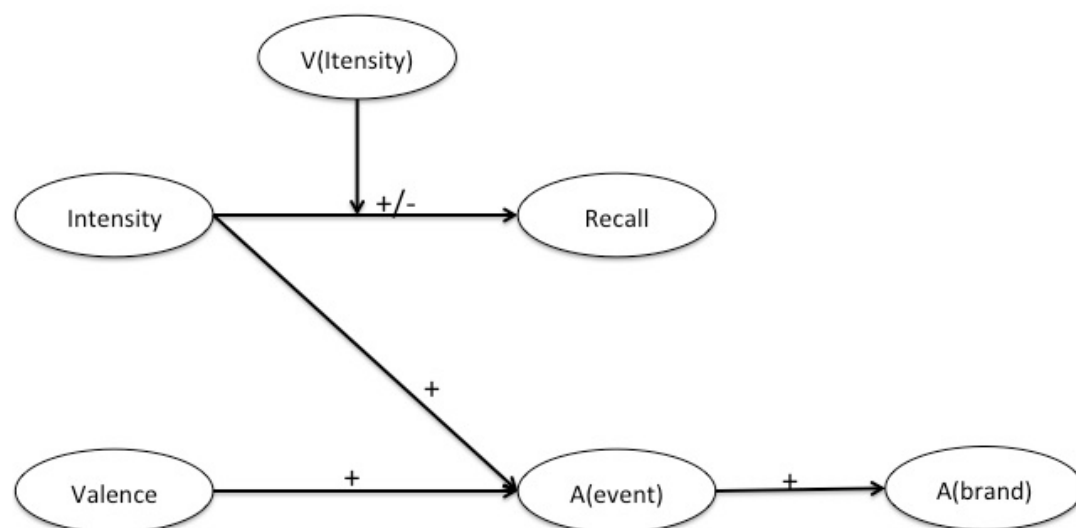 V(Itensity)
Intensity
+/-
Recall
+
Valence
+
A(event)
+
A(brand)